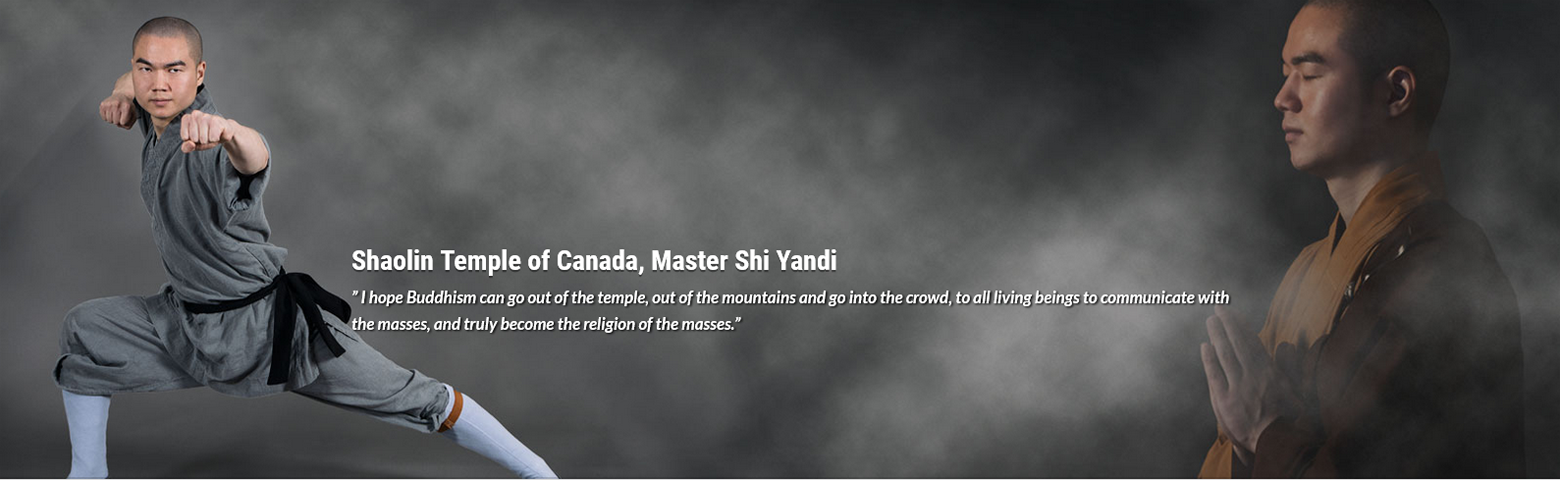 Shaolin Temple of Canada, Master Shi Yandi
” I hope Buddhism can go out of the temple, out of the mountains and go into the crowd, to all living beings to communicate with
the masses, and truly become the religion of the masses.”